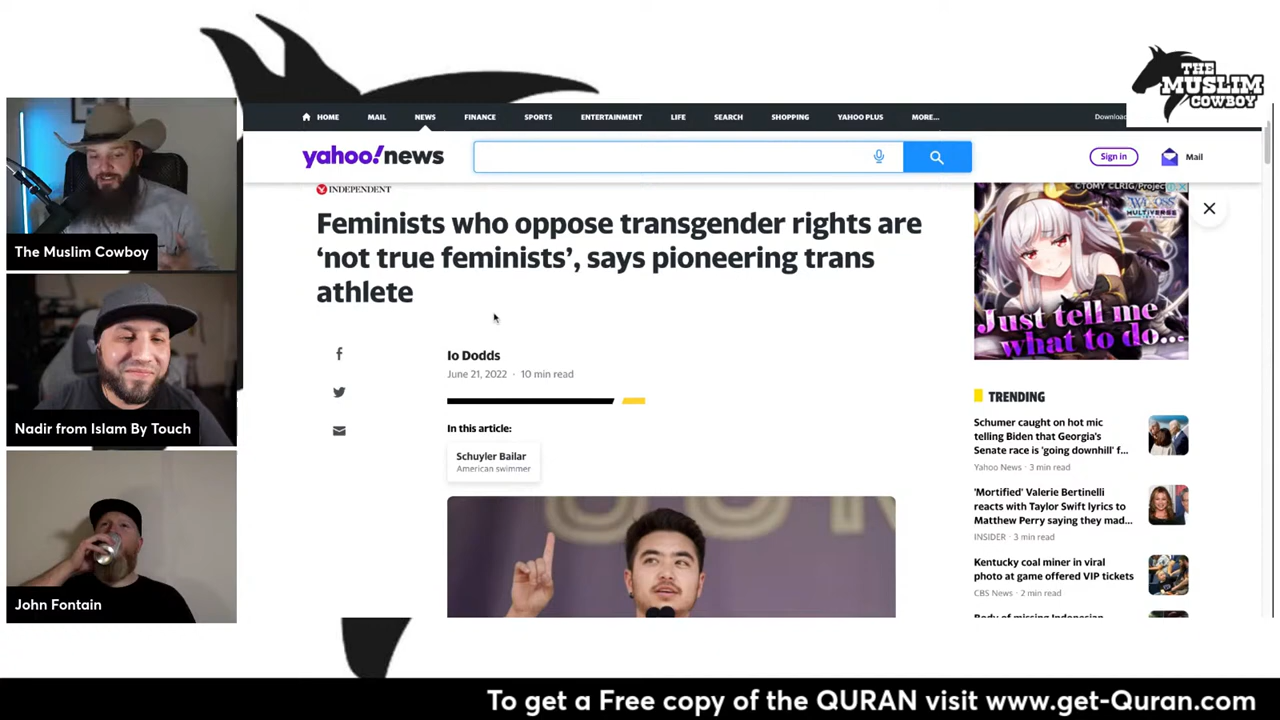 THE
MUSLIM
COWBOY
HOME MAIL NEWS FINANCE SPORTS ENTERTAINMENT LIFE SEARCH SHOPPING YAHOO PLUS MORE...
yahoo!news
Sign in
Mail
INDEPENDENT
Feminists who oppose transgender rights are
‘not true feminists’, says pioneering trans
athlete
Io Dodds
June 21, 2022 · 10 min read
In this article:
Schuyler Bailar
American swimmer
MULTIVERSE
Just tell me
what to do...
TRENDING
Schumer caught on hot mic
telling Biden that Georgia's
Senate race is 'going downhill' f...
Yahoo News · 3 min read
'Mortified' Valerie Bertinelli
reacts with Taylor Swift lyrics to
Matthew Perry saying they mad...
INSIDER · 3 min read
Kentucky coal miner in viral
photo at game offered VIP tickets
CBS News · 2 min read
The Muslim Cowboy
Nadir from Islam By Touch
John Fontain
To get a Free copy of the QURAN visit www.get-Quran.com